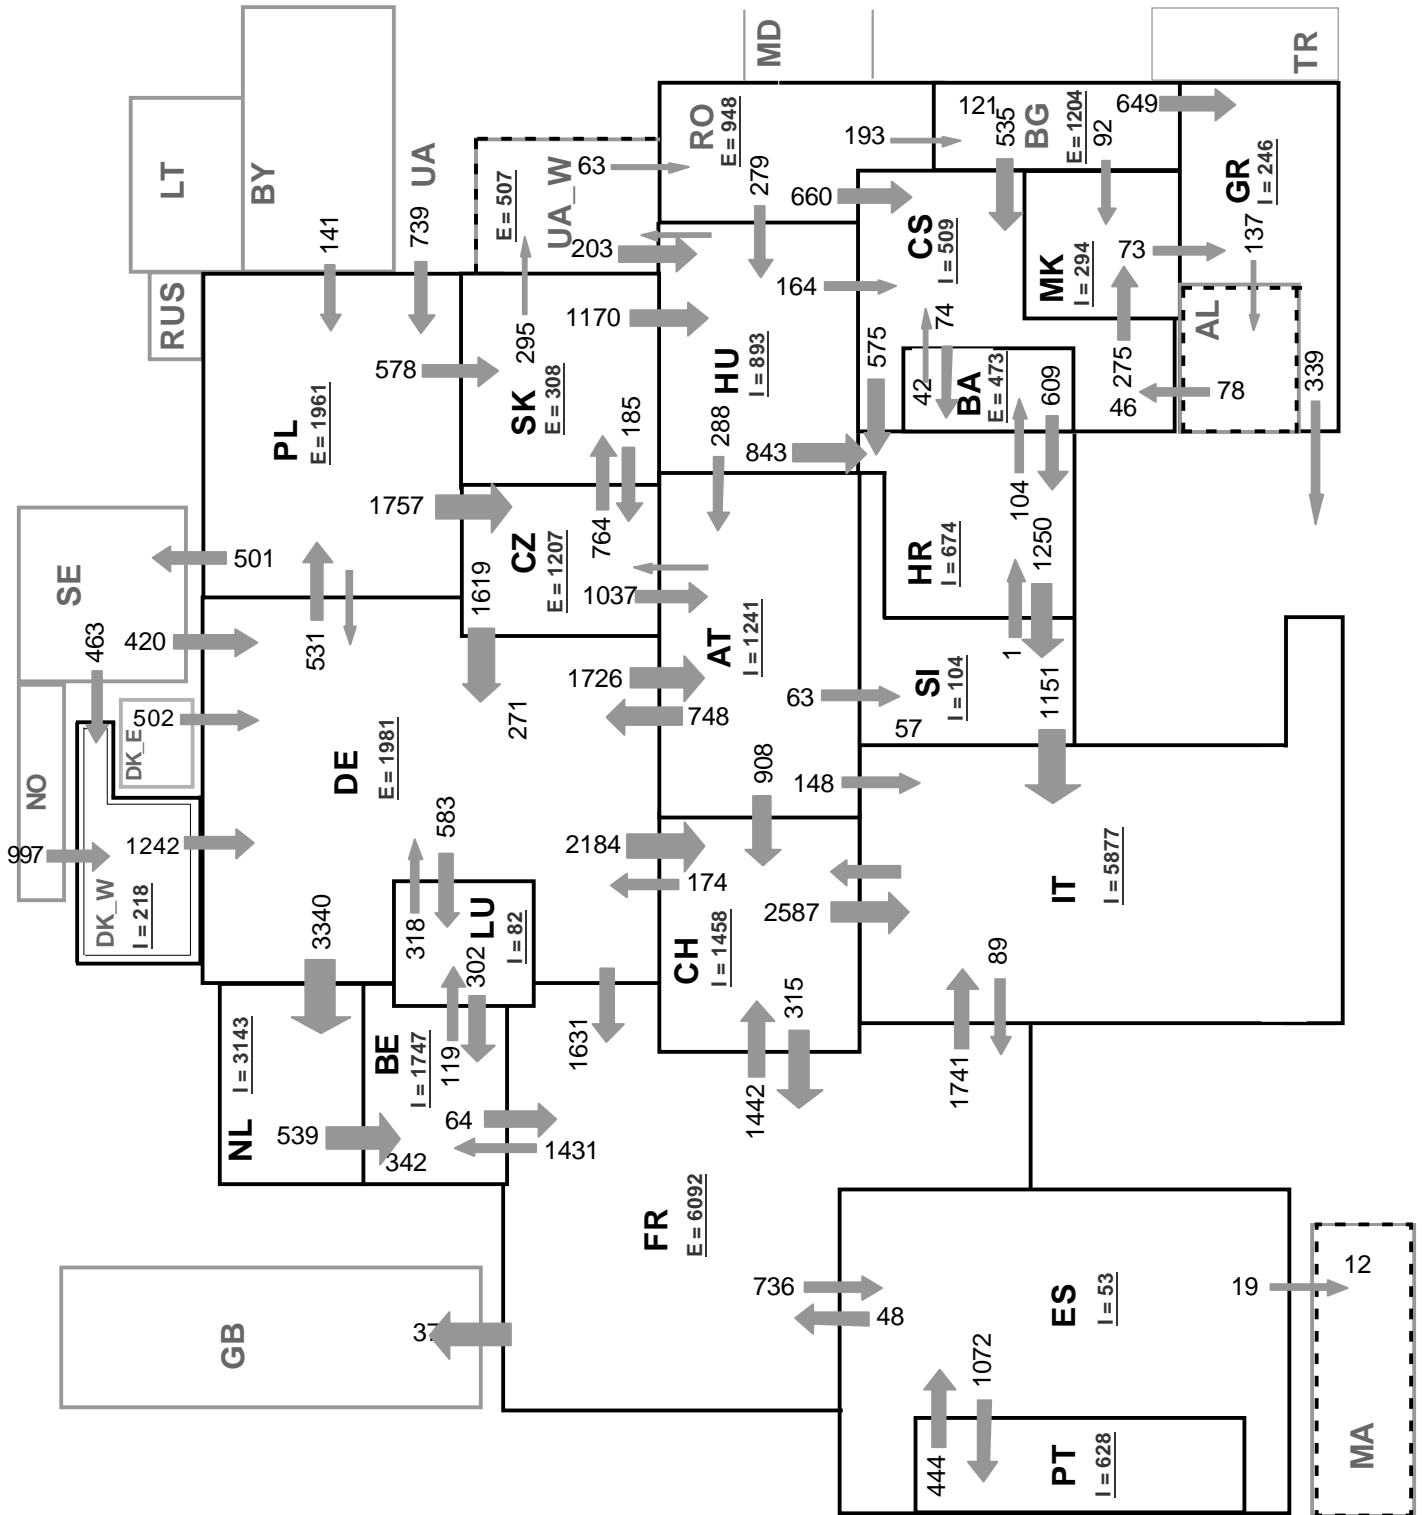 MD
TR
LT
BY
UA
RUS
141
739
E = 507
UA_W
63
203
295
RO
E = 948
279
193
660
121
535
BG
E = 1204
92
649
GR
I = 246
137
AL
339
78
CS
I = 509
MK
I = 294
73
275
46
164
575
42
74
BA
E = 473
609
104
PL
E = 1961
578
1170
SK
E = 308
185
764
HU
I = 893
288
843
1757
CZ
E = 1207
1619
1037
HR
I = 674
1250
1
SE
501
463
420
531
271
1726
748
AT
I = 1241
63
SI
I = 104
57
1151
NO
997
DK_E
502
DK_W
I = 218
1242
DE
E = 1981
583
318
3340
LU
I = 82
302
2184
174
908
148
CH
I = 1458
2587
315
1442
IT
I = 5877
89
1741
NL
I = 3143
539
BE
I = 1747
119
342
64
1431
1631
FR
E = 6092
736
48
GB
ES
I = 53
19
12
MA
1072
444
PT
I = 628